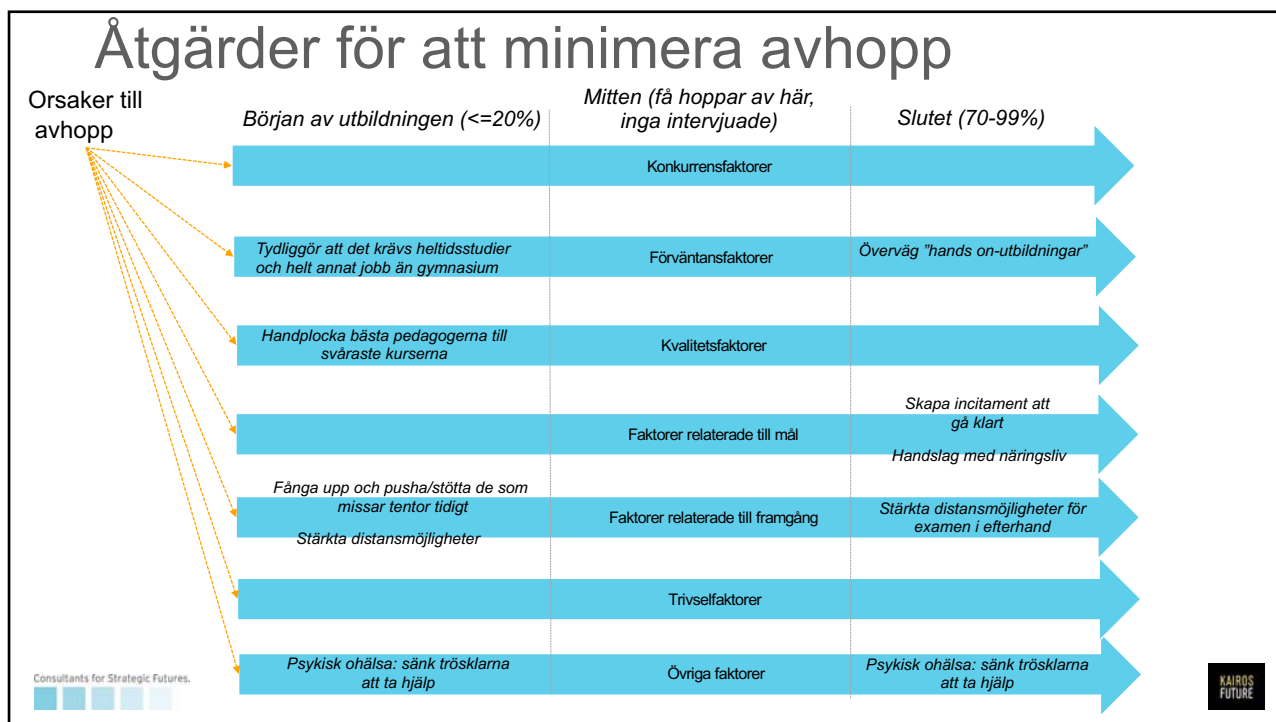 Åtgärder för att minimera avhopp
Orsaker till
avhopp
Början av utbildningen (<=20%)
Mitten (få hoppar av här,
inga intervjuade)
Slutet (70-99%)
Konkurrensfaktorer
Tydliggör att det krävs heltidsstudier
och helt annat jobb än gymnasium
Förväntansfaktorer
Överväg ”hands on-utbildningar”
Handplocka bästa pedagogerna till
svåraste kurserna
Kvalitetsfaktorer
Faktorer relaterade till mål
Skapa incitament att
gå klart
Handslag med näringsliv
Fånga upp och pusha/stötta de som
missar tentor tidigt
Stärkta distansmöjligheter
Faktorer relaterade till framgång
Stärkta distansmöjligheter för
examen i efterhand
Trivselfaktorer
Psykisk ohälsa: sänk trösklarna
att ta hjälp
Övriga faktorer
Psykisk ohälsa: sänk trösklarna
att ta hjälp
Consultants for Strategic Futures.
KAIROS
FUTURE